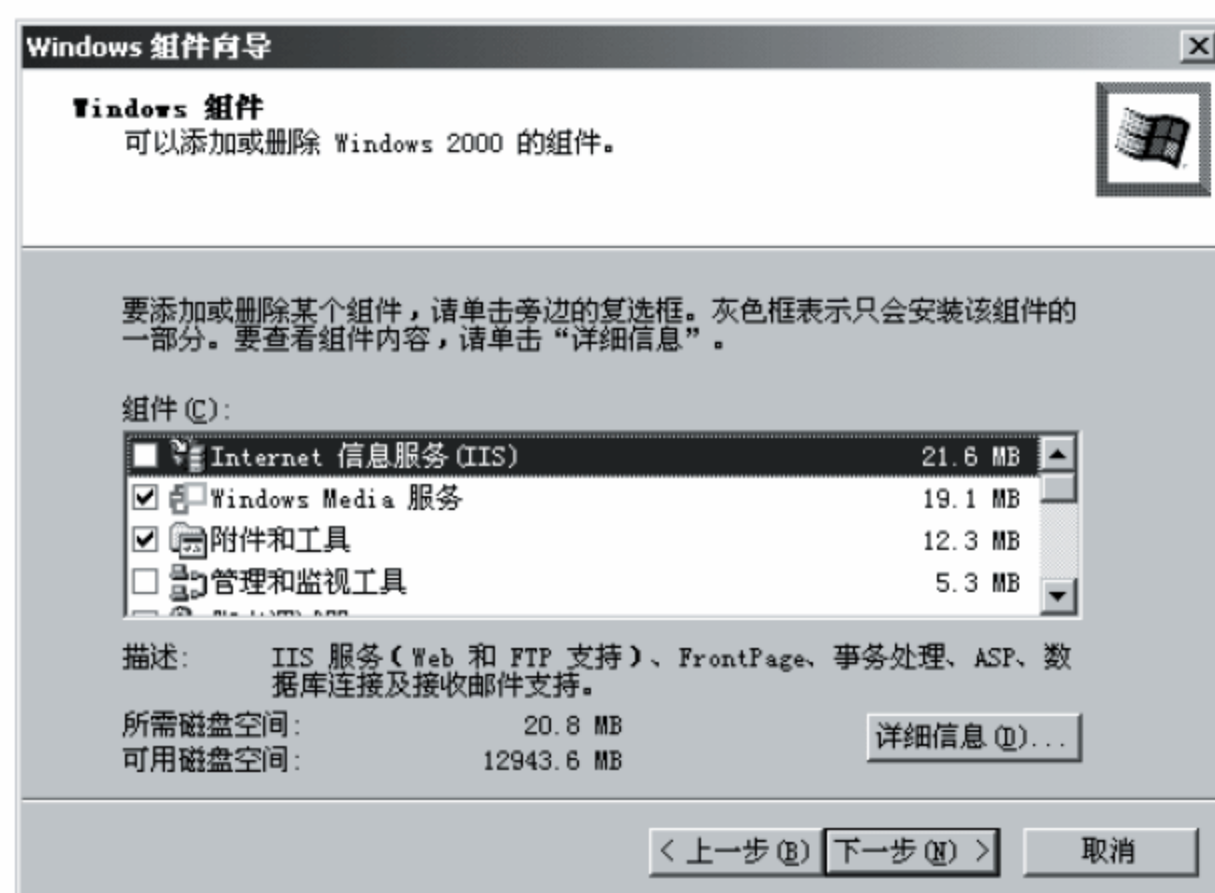 Windows 组件向导
Windows 组件
可以添加或删除 Windows 2000 的组件。
要添加或删除某个组件，请单击旁边的复选框。灰色框表示只会安装该组件的
一部分。要查看组件内容，请单击“详细信息”。
组件(C):
Internet 信息服务(IIS) 21.6 MB
Windows Media 服务 19.1 MB
附件和工具 12.3 MB
管理和监视工具 5.3 MB
描述: IIS 服务(Web 和 FTP 支持)、FrontPage、事务处理、ASP、数
据库连接及接收邮件支持。
所需磁盘空间: 20.8 MB
可用磁盘空间: 12943.6 MB
详细信息(D)...
< 上一步(B) 下一步(N) > 取消